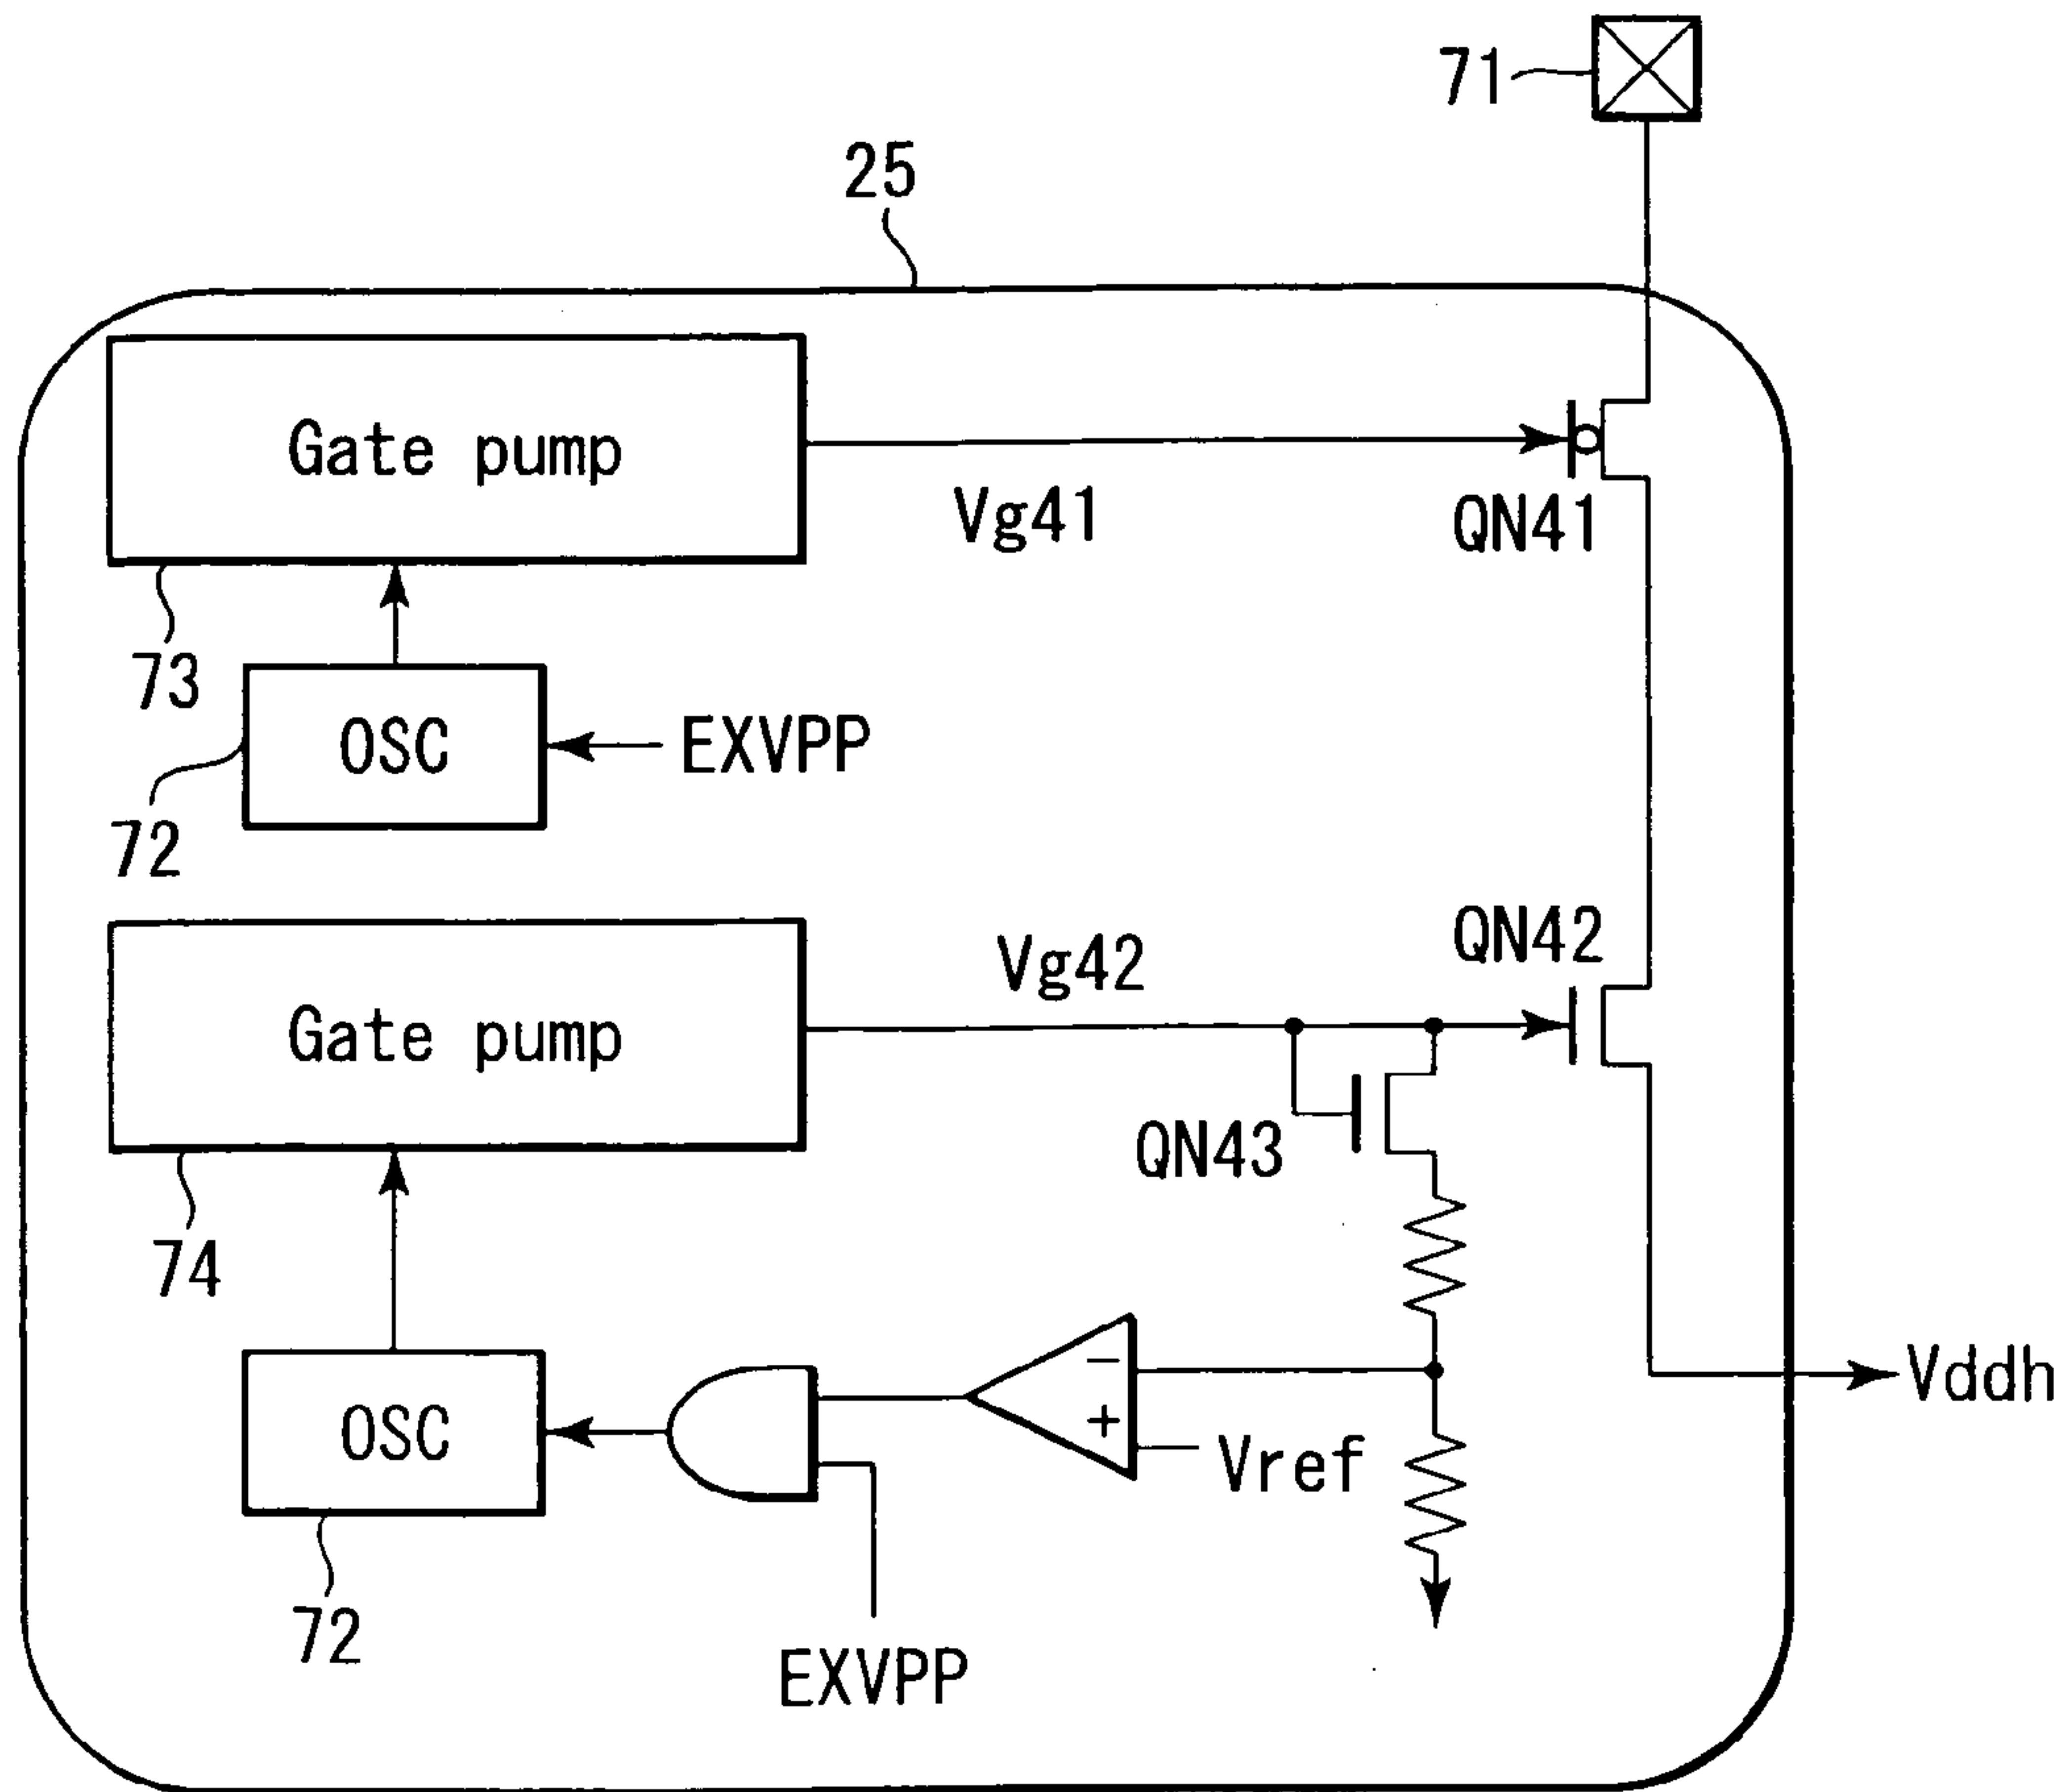 71
25
Gate pump
Vg41
QN41
73
OSC
EXVPP
72
QN42
Vg42
Gate pump
QN43
74
−
+
Vddh
OSC
Vref
72
EXVPP